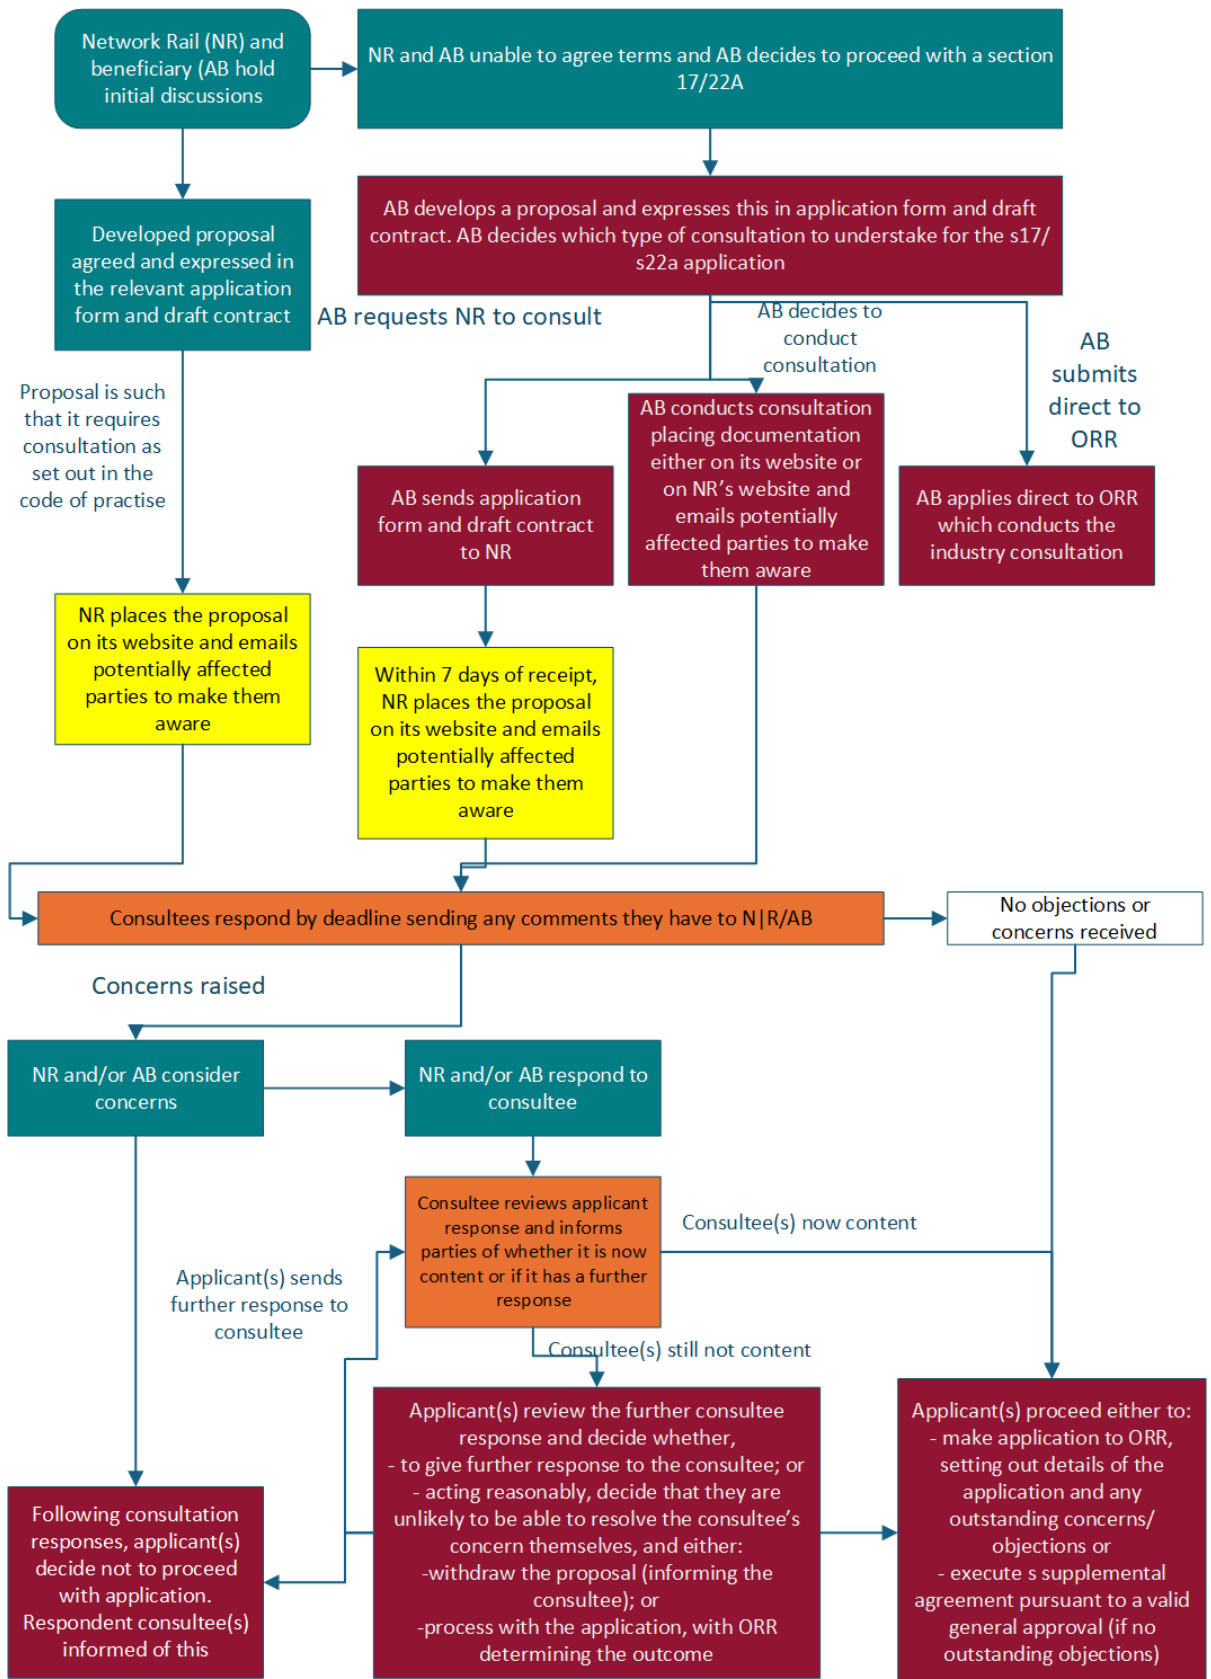 Network Rail (NR) and
beneficiary (AB hold
initial discussions
NR and AB unable to agree terms and AB decides to proceed with a section
17/22A
AB develops a proposal and expresses this in application form and draft
contract. AB decides which type of consultation to understake for the s17/
s22a application
Developed proposal
agreed and expressed in
the relevant application
form and draft contract
AB requests NR to consult
AB decides to
conduct
consultation
AB
submits
direct to
ORR
Proposal is such
that it requires
consultation as
set out in the
code of practise
AB sends application
form and draft contract
to NR
AB conducts consultation
placing documentation
either on its website or
on NR’s website and
emails potentially
affected parties to make
them aware
AB applies direct to ORR
which conducts the
industry consultation
NR places the proposal
on its website and emails
potentially affected
parties to make them
aware
Within 7 days of receipt,
NR places the proposal
on its website and emails
potentially affected
parties to make them
aware
Consultees respond by deadline sending any comments they have to N|R/AB
No objections or
concerns received
Concerns raised
NR and/or AB consider
concerns
NR and/or AB respond to
consultee
Consultee reviews applicant
response and informs
parties of whether it is now
content or if it has a further
response
Consultee(s) now content
Applicant(s) sends
further response to
consultee
Consultee(s) still not content
Following consultation
responses, applicant(s)
decide not to proceed
with application.
Respondent consultee(s)
informed of this
Applicant(s) review the further consultee
response and decide whether,
- to give further response to the consultee; or
- acting reasonably, decide that they are
unlikely to be able to resolve the consultee’s
concern themselves, and either:
-withdraw the proposal (informing the
consultee); or
-process with the application, with ORR
determining the outcome
Applicant(s) proceed either to:
- make application to ORR,
setting out details of the
application and any
outstanding concerns/
objections or
- execute s supplemental
agreement pursuant to a valid
general approval (if no
outstanding objections)